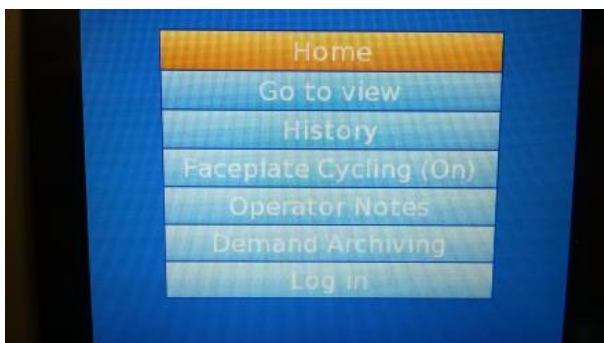 Home
Go to view
History
Faceplate Cycling (On)
Operator Notes
Demand Archiving
Log in